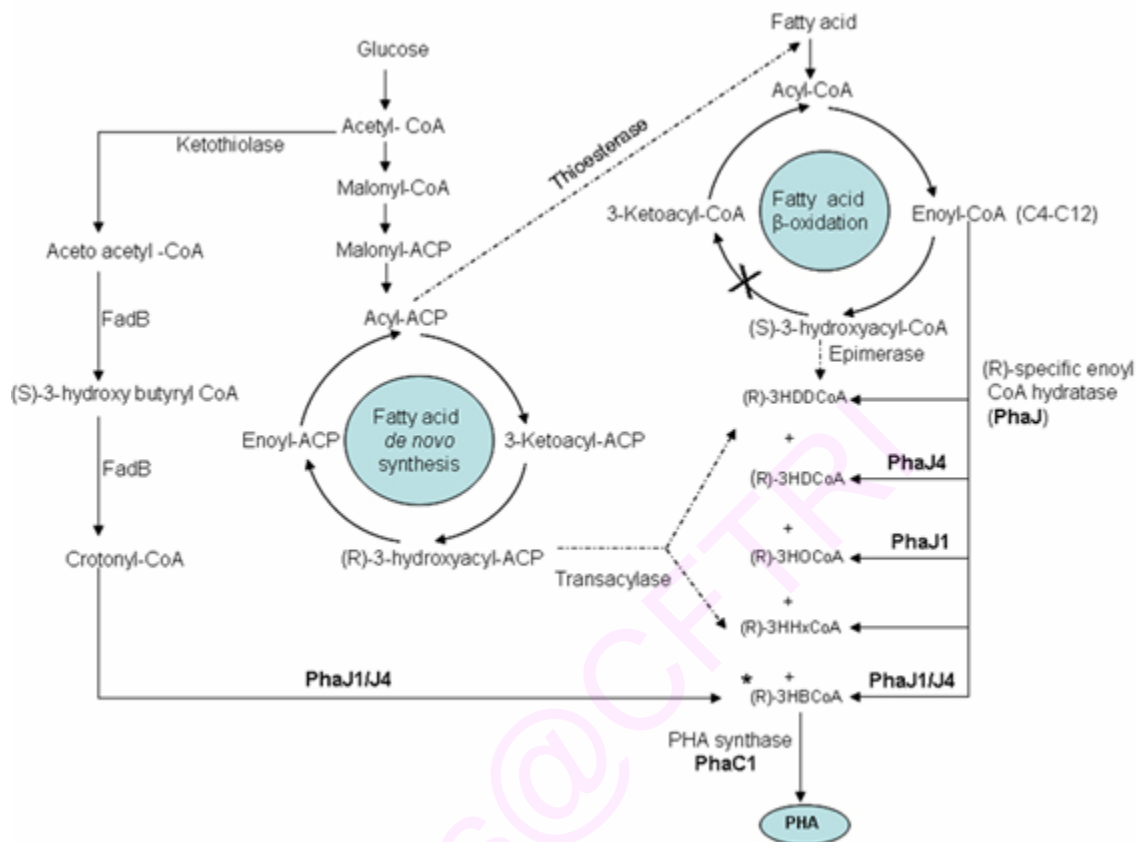 Fatty acid
Glucose
Acyl-CoA
Acetyl- CoA
Ketothiolase
Thioesterase
Malonyl-CoA
Fatty acid
β-oxidation
3-Ketoacyl-CoA
Enoyl-CoA (C4-C12)
Aceto acetyl -CoA
Malonyl-ACP
FadB
Acyl-ACP
(S)-3-hydroxyacyl-CoA
Epimerase
(R)-specific enoyl
CoA hydratase
(PhaJ)
(S)-3-hydroxy butyryl CoA
(R)-3HDDCoA
Fatty acid
de novo
synthesis
Enoyl-ACP
3-Ketoacyl-ACP
+
PhaJ4
FadB
(R)-3HDCoA
+
PhaJ1
Crotonyl-CoA
(R)-3-hydroxyacyl-ACP
Transacylase
(R)-3HOCoA
+
(R)-3HHxCoA
PhaJ1/J4
* +
PhaJ1/J4
(R)-3HBCoA
PHA synthase
PhaC1
PHA
s@CFTRI